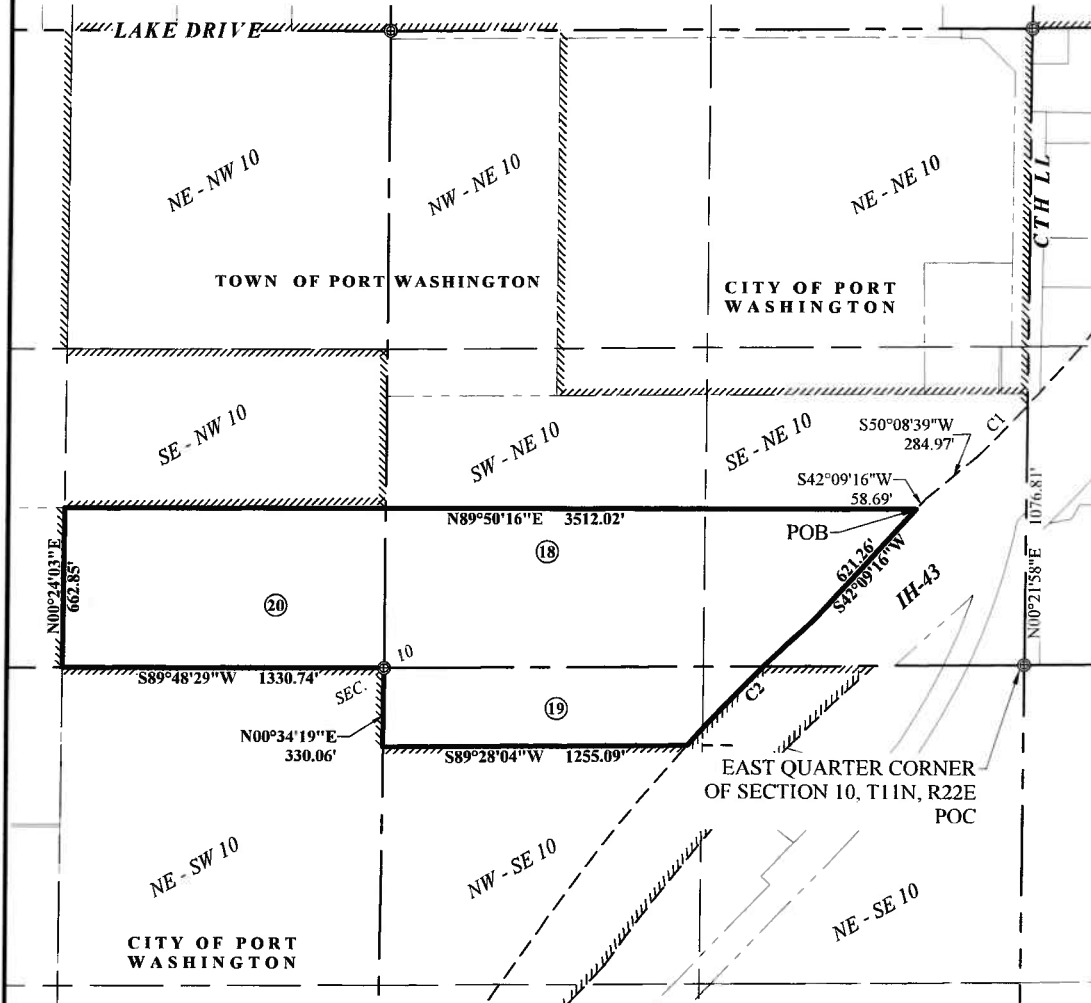 LAKE DRIVE
NE - NW 10
NW - NE 10
NE - NE 10
CTH LL
TOWN OF PORT WASHINGTON
CITY OF PORT
WASHINGTON
SE - NW 10
SW - NE 10
SE - NE 10
S50°08'39"W
284.97'
C1
S42°09'16"W
58.69'
N89°50'16"E 3512.02'
POB
18
621.26'
S42°09'16"W
IH-43
N00°21'58"E 1076.81'
N00°24'03"E
662.85'
20
10
SEC.
S89°48'29"W 1330.74'
C2
19
N00°34'19"E
330.06'
S89°28'04"W 1255.09'
EAST QUARTER CORNER
OF SECTION 10, T11N, R22E
POC
NE - SW 10
NW - SE 10
NE - SE 10
CITY OF PORT
WASHINGTON